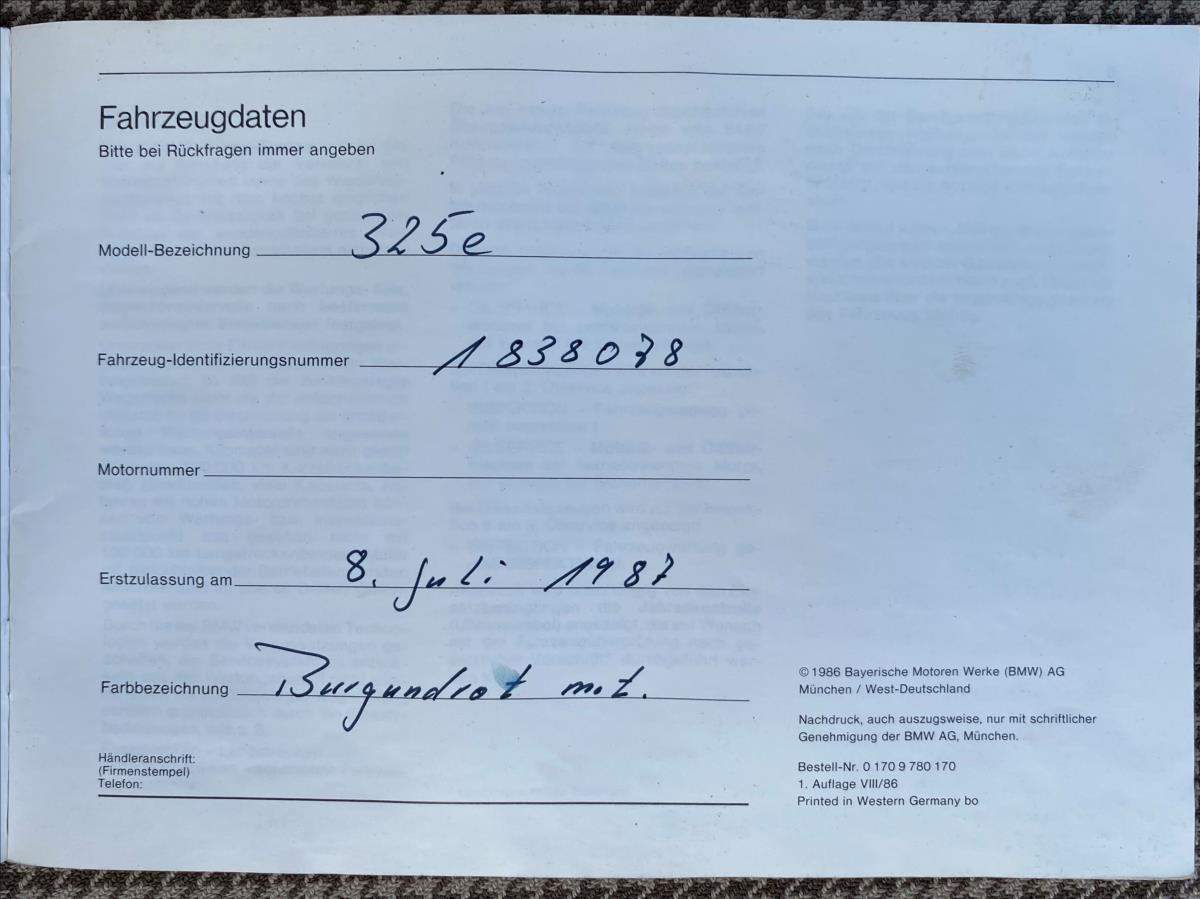 Fahrzeugdaten
Bitte bei Rückfragen immer angeben
Modell-Bezeichnung 325e
Fahrzeug-Identifizierungsnummer 1838078
Motornummer
Erstzulassung am 8. Juli 1987
Farbbezeichnung Burgundrot met.
Händleranschrift:
(Firmenstempel)
Telefon:
© 1986 Bayerische Motoren Werke (BMW) AG
München / West-Deutschland
Nachdruck, auch auszugsweise, nur mit schriftlicher
Genehmigung der BMW AG, München.
Bestell-Nr. 0 170 9 780 170
1. Auflage VIII/86
Printed in Western Germany bo